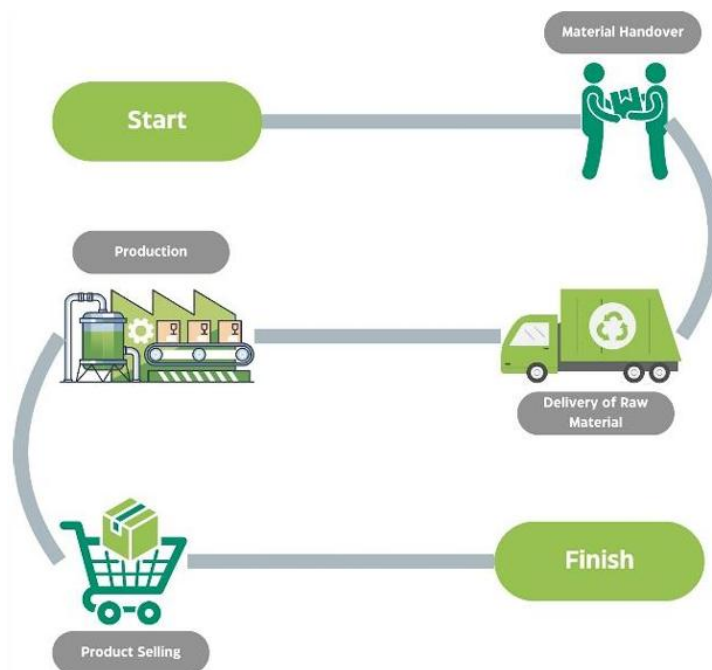 Material Handover
Start
Production
Delivery of Raw
Material
Finish
Product Selling